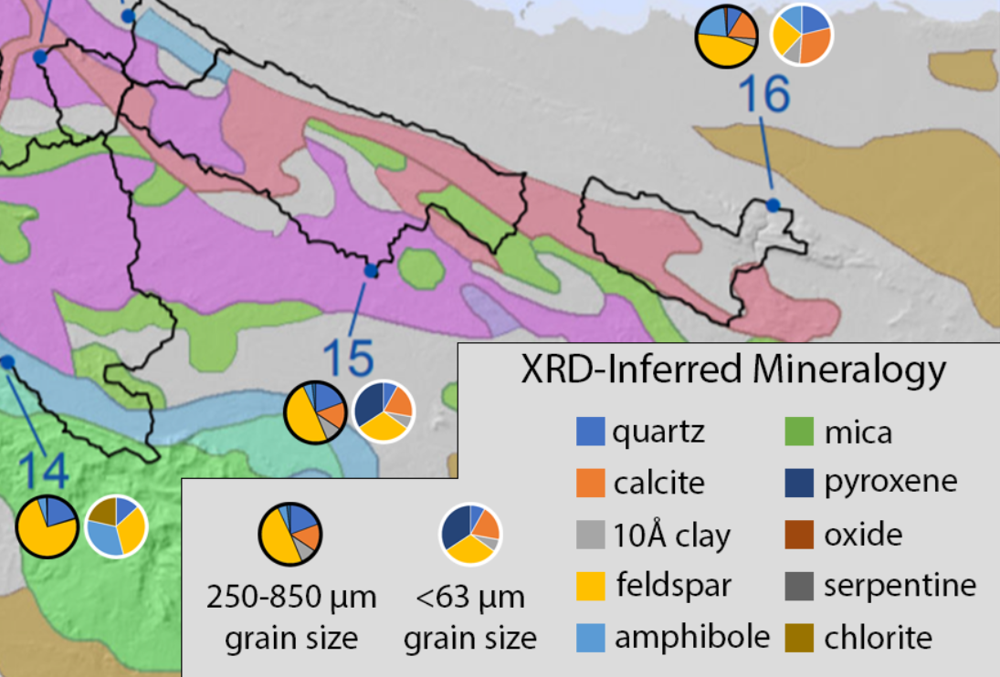 16
15
14
XRD-Inferred Mineralogy
quartz
mica
calcite
pyroxene
10Å clay
oxide
feldspar
serpentine
amphibole
chlorite
250-850 µm
grain size
<63 µm
grain size